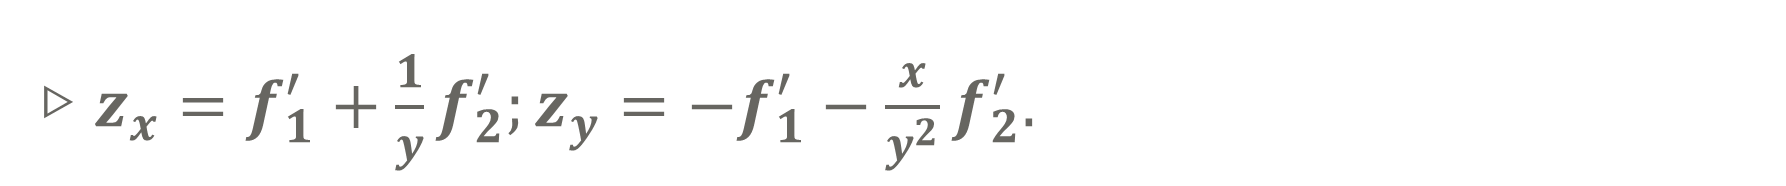 ▷ z_x = f'_1 + \frac{1}{y} f'_2; z_y = -f'_1 - \frac{x}{y^2} f'_2.